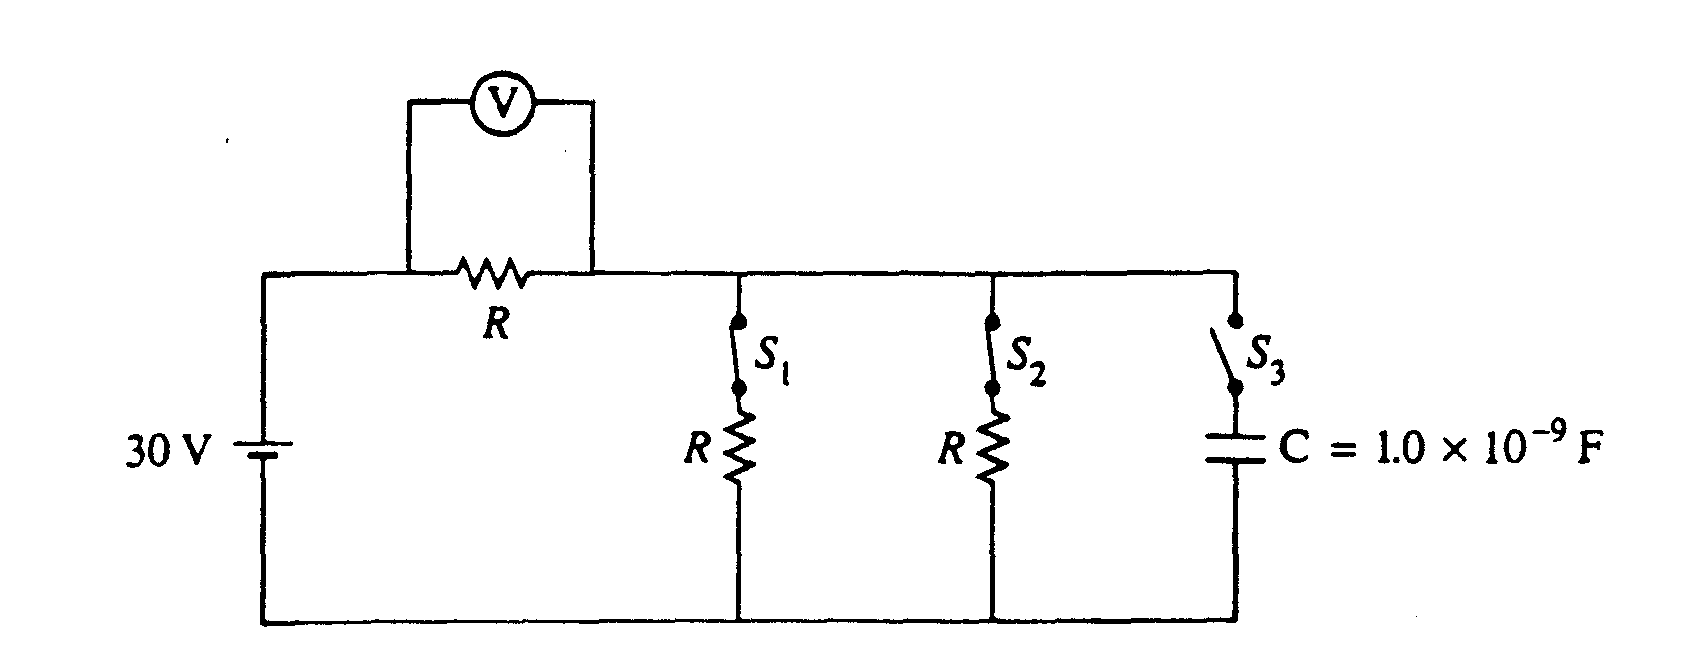 V
R
S₁
S₂
S₃
30 V
R
R
C = 1.0 × 10⁻⁹ F